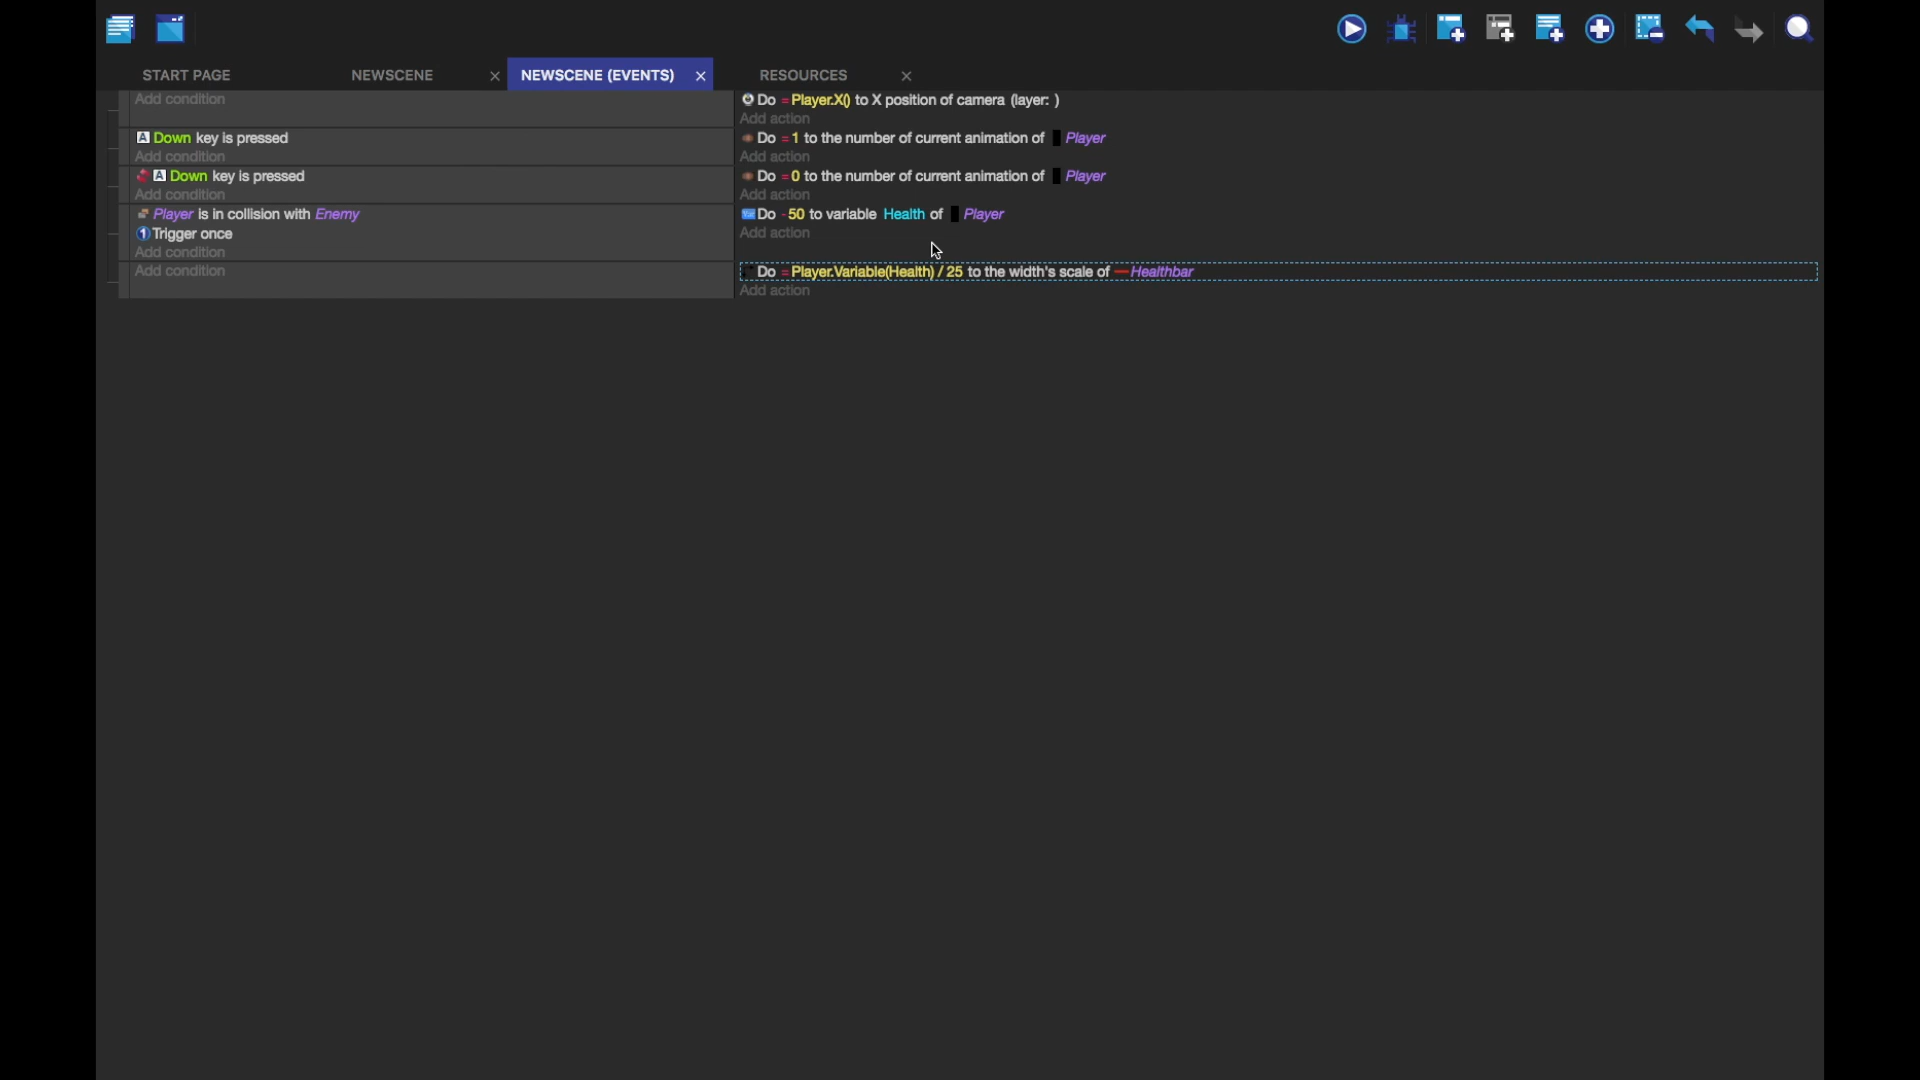 START PAGE NEWSCENE NEWSCENE (EVENTS) RESOURCES
Add condition
Do =Player.X() to X position of camera (layer: )
Add action
Down key is pressed
Add condition
Do =1 to the number of current animation of Player
Add action
Down key is pressed
Add condition
Do =0 to the number of current animation of Player
Add action
Player is in collision with Enemy
Trigger once
Add condition
Do -50 to variable Health of Player
Add action
Add condition
Do =Player.Variable(Health) / 25 to the width's scale of Healthbar
Add action